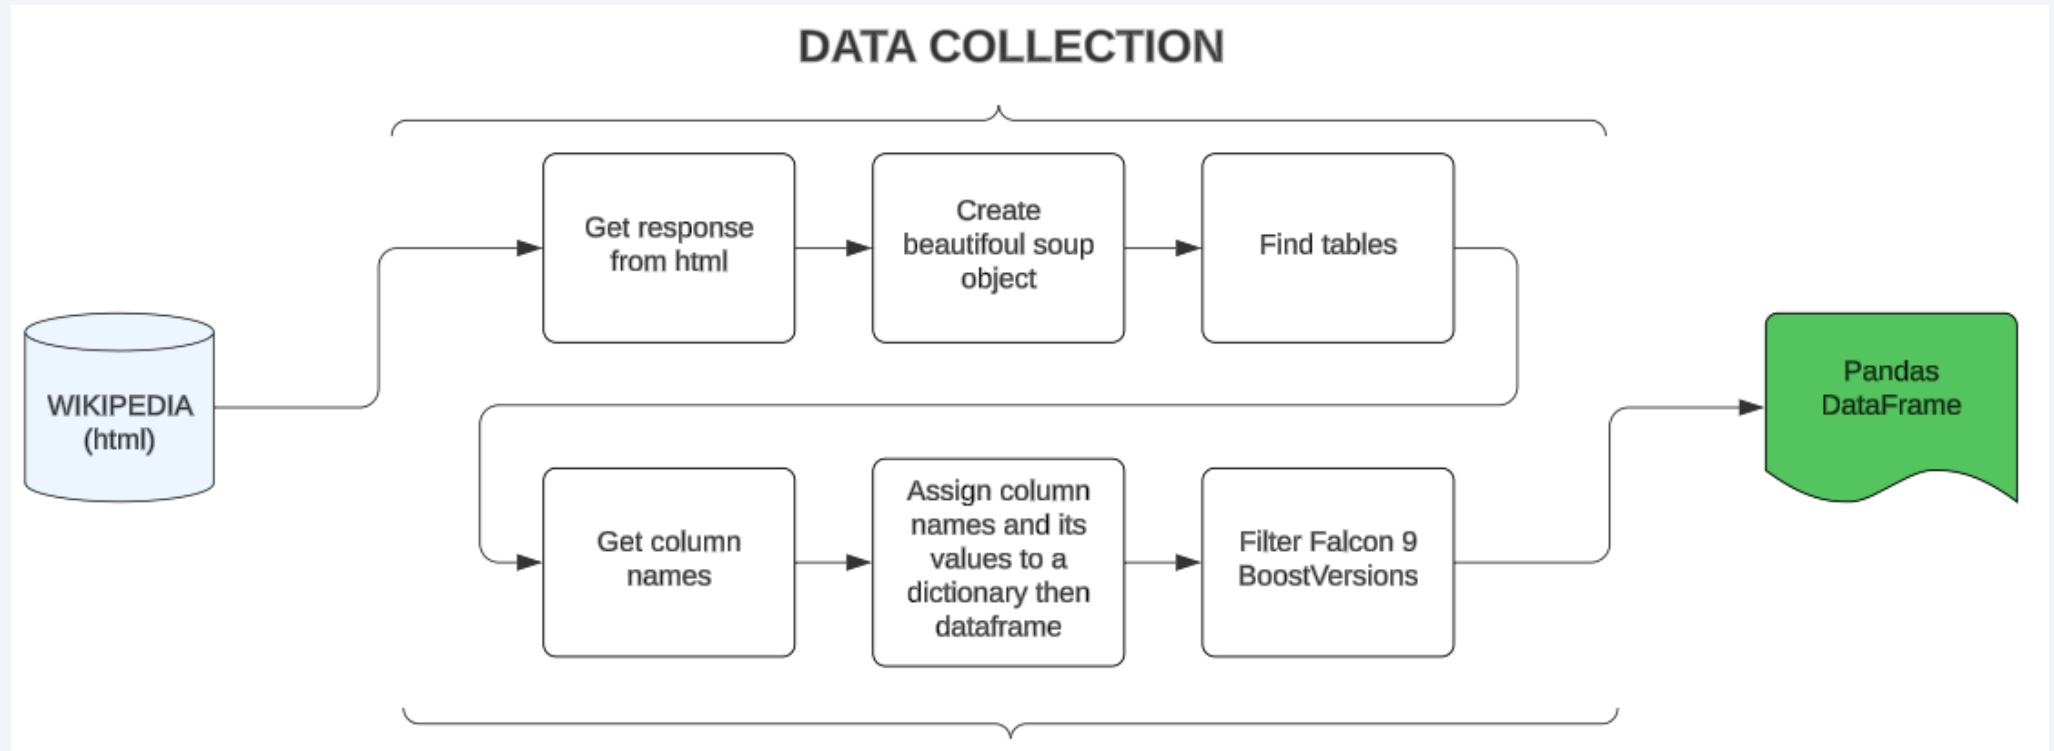 DATA COLLECTION
Get response
from html
Create
beautifoul soup
object
Find tables
WIKIPEDIA
(html)
Pandas
DataFrame
Get column
names
Assign column
names and its
values to a
dictionary then
dataframe
Filter Falcon 9
BoostVersions